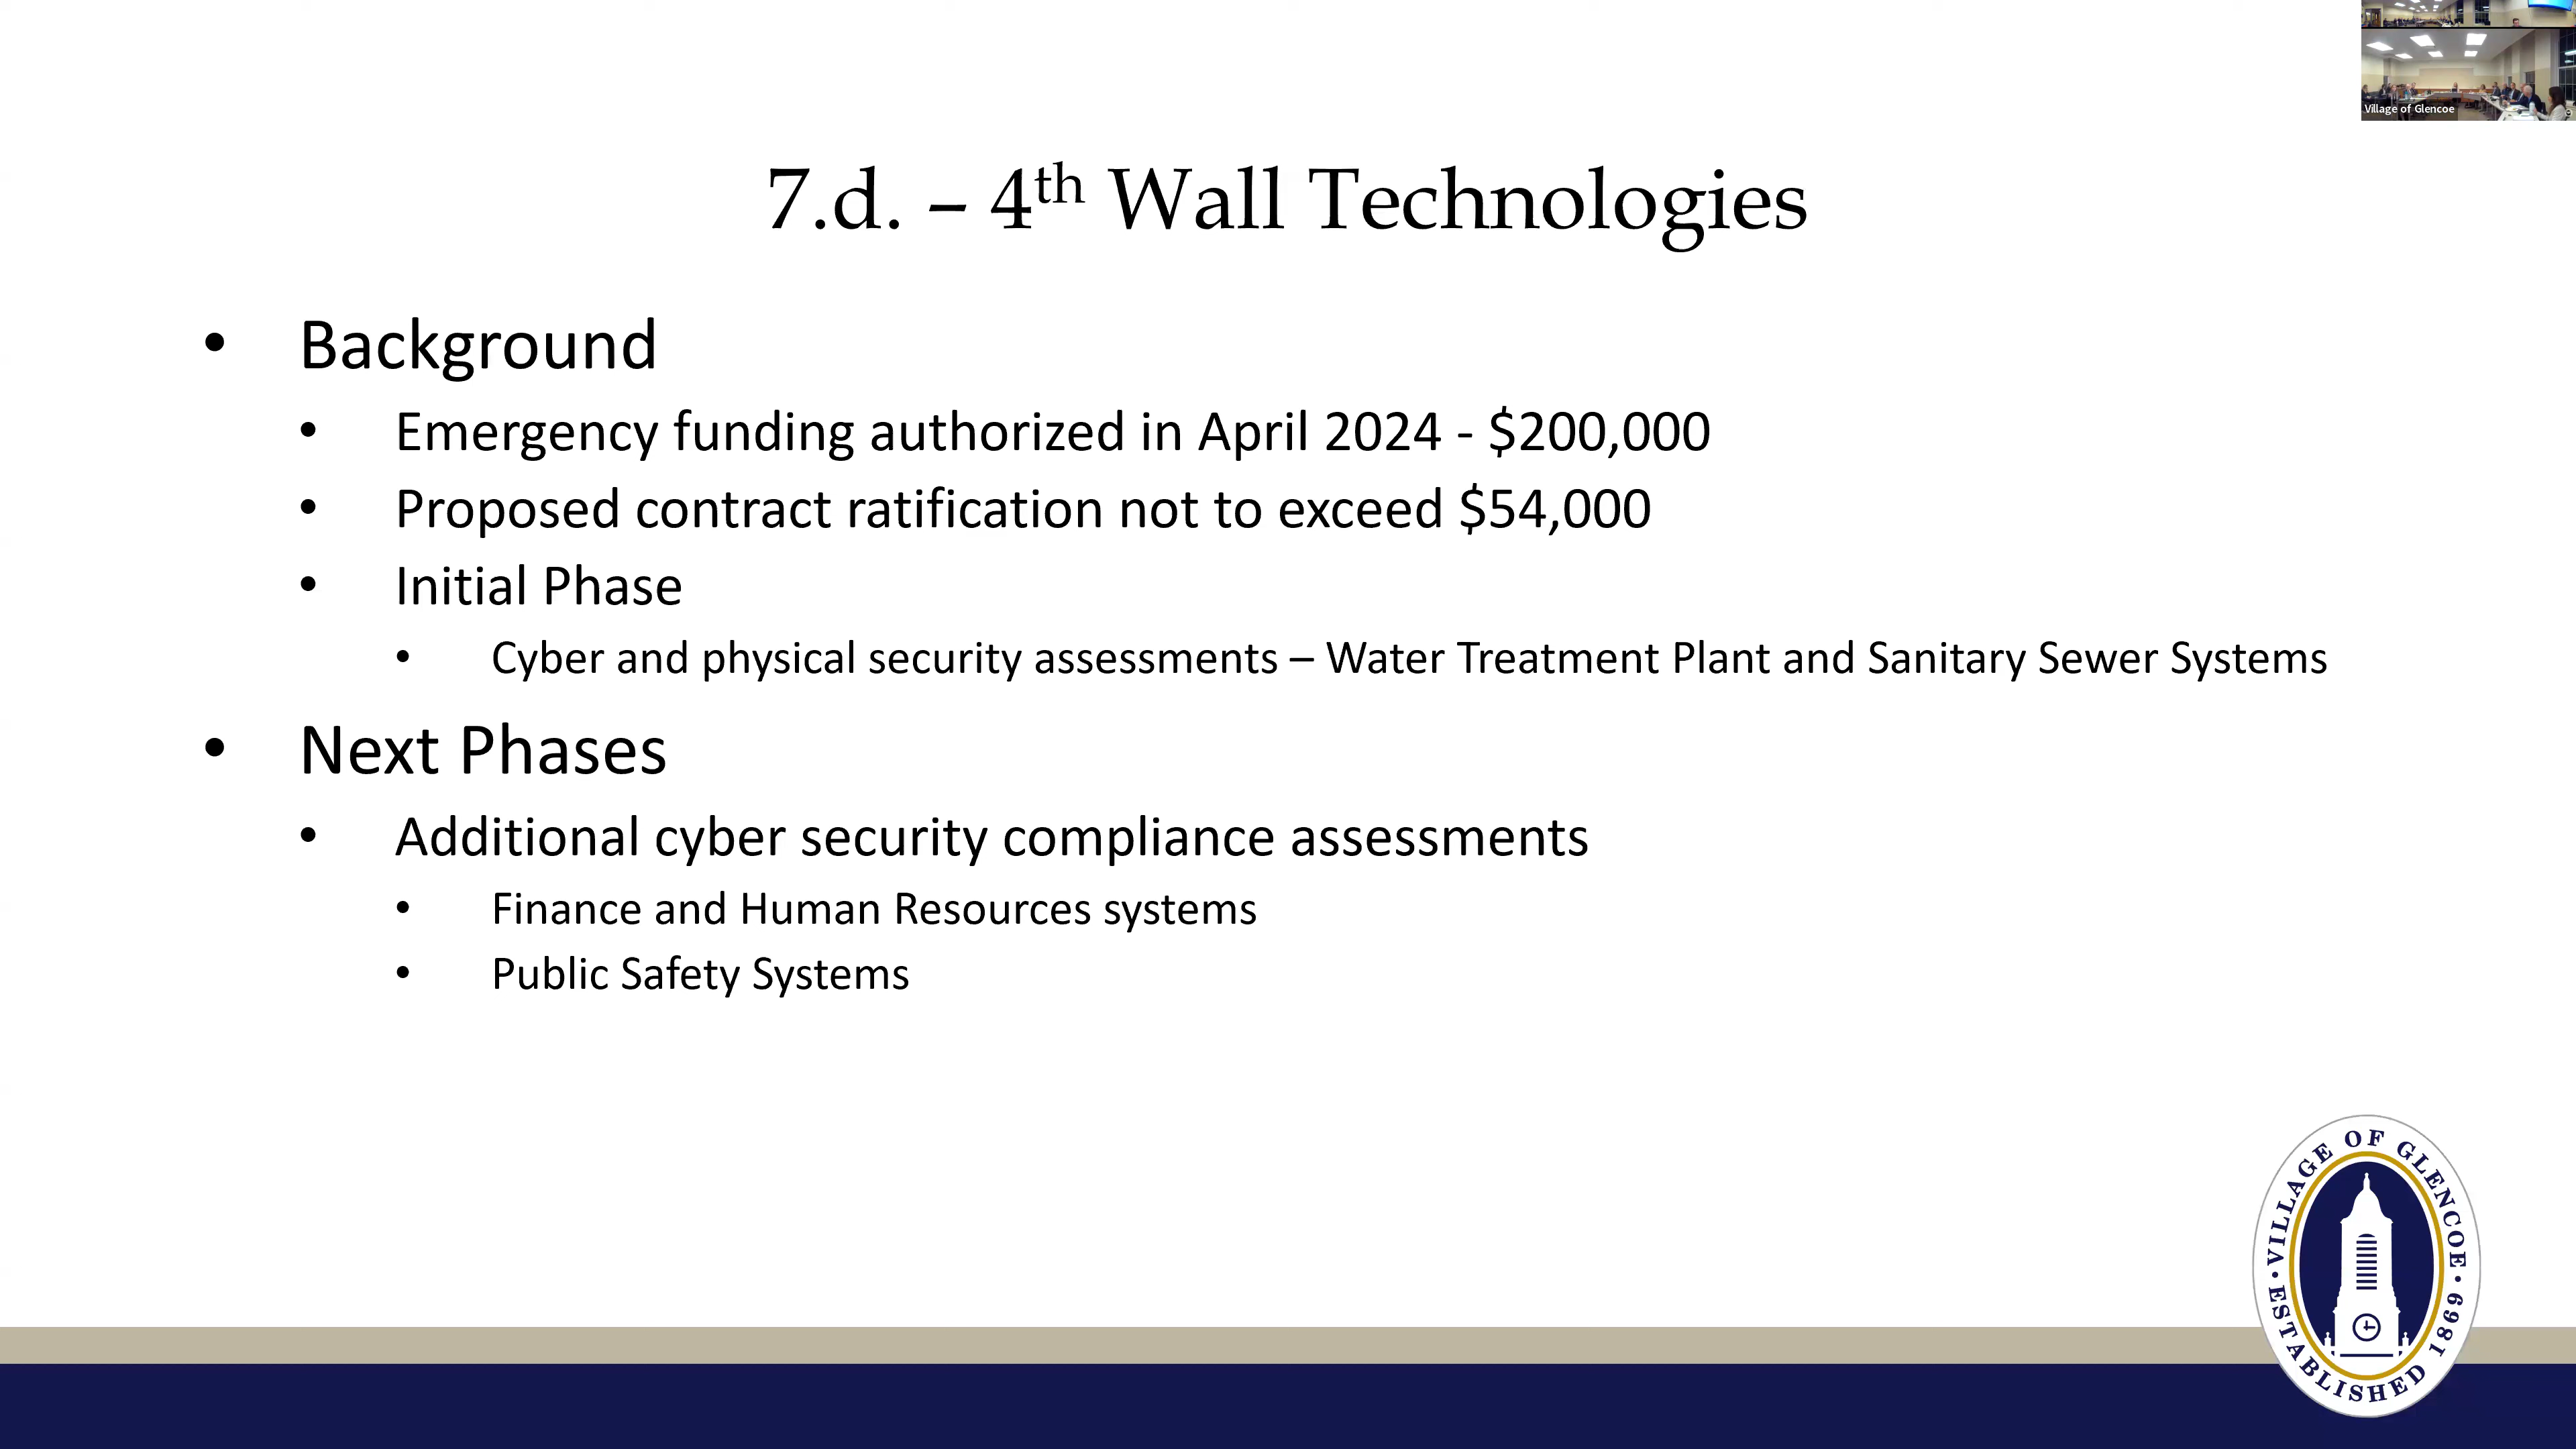 Village of Glencoe
7.d. – 4th Wall Technologies
• Background
• Emergency funding authorized in April 2024 - $200,000
• Proposed contract ratification not to exceed $54,000
• Initial Phase
• Cyber and physical security assessments – Water Treatment Plant and Sanitary Sewer Systems
• Next Phases
• Additional cyber security compliance assessments
• Finance and Human Resources systems
• Public Safety Systems
VILLAGE OF GLENCOE
• ESTABLISHED 1869 •